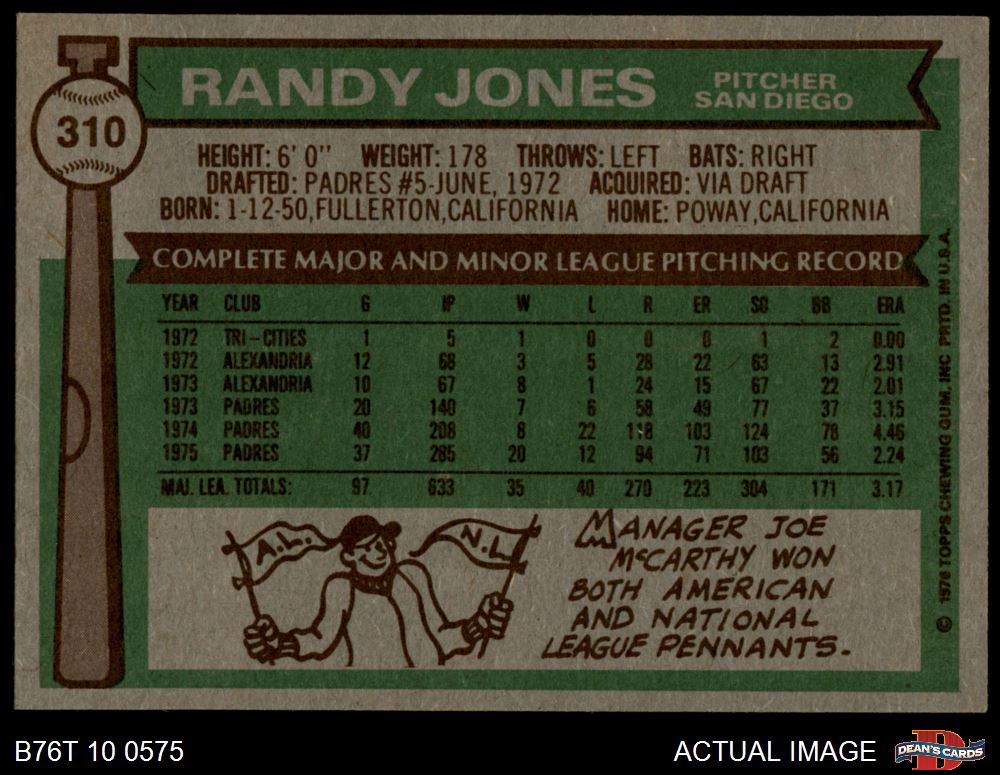 310
RANDY JONES
PITCHER
SAN DIEGO
HEIGHT: 6' 0" WEIGHT: 178 THROWS: LEFT BATS: RIGHT
DRAFTED: PADRES #5-JUNE, 1972 ACQUIRED: VIA DRAFT
BORN: 1-12-50, FULLERTON, CALIFORNIA HOME: POWAY, CALIFORNIA
COMPLETE MAJOR AND MINOR LEAGUE PITCHING RECORD
YEAR CLUB G IP W L R ER SO BB ERA
1972 TRI-CITIES 1 5 1 0 0 0 1 2 0.00
1972 ALEXANDRIA 12 68 3 5 28 22 63 13 2.91
1973 ALEXANDRIA 10 67 8 1 24 15 67 22 2.01
1973 PADRES 20 140 7 6 58 49 77 37 3.15
1974 PADRES 40 208 8 22 118 103 124 78 4.46
1975 PADRES 37 285 20 12 94 71 103 56 2.24
MAJ. LEA. TOTALS: 97 633 35 40 270 223 304 171 3.17
A.L.
N.L.
MANAGER JOE
McCARTHY WON
BOTH AMERICAN
AND NATIONAL
LEAGUE PENNANTS.
© 1976 TOPPS CHEWING GUM, INC PRTD. IN U.S.A.
B76T 10 0575
ACTUAL IMAGE
D
DEAN'S CARDS